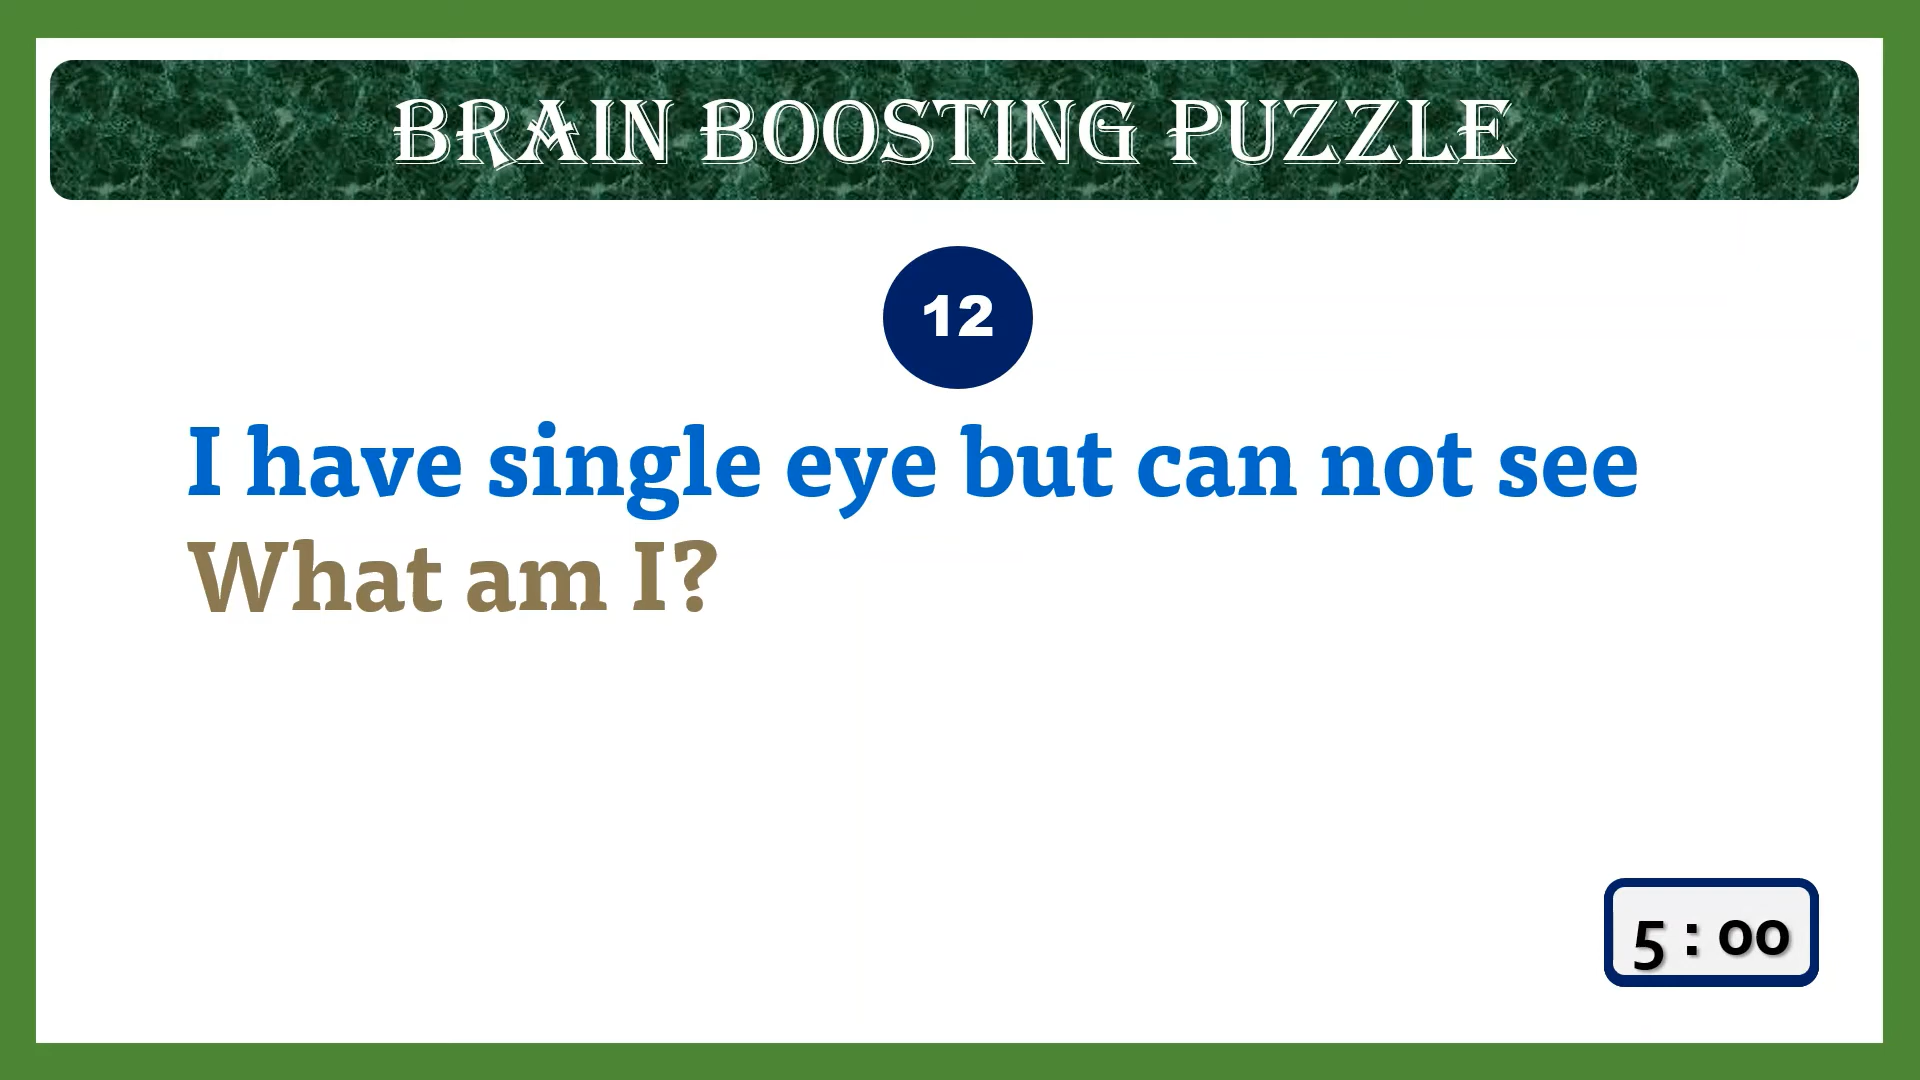 BRAIN BOOSTING PUZZLE
12
I have single eye but can not see
What am I?
5 : 00